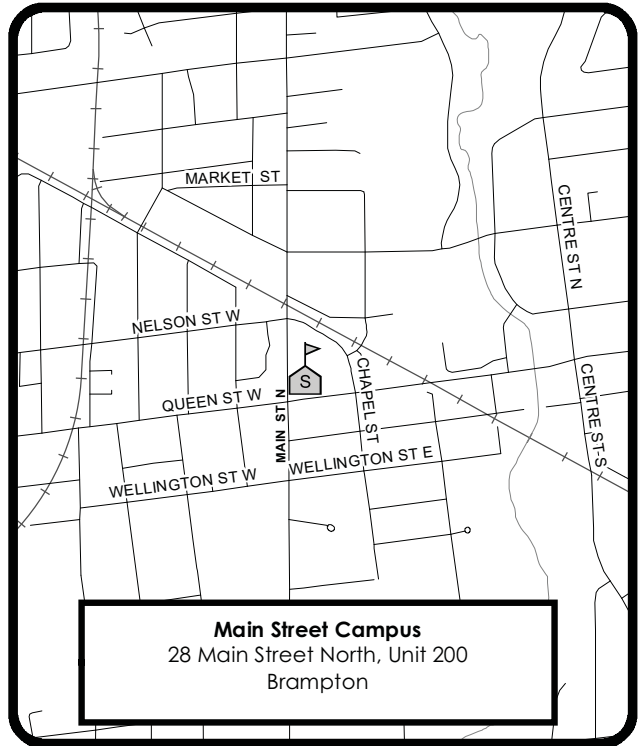 MARKET ST
CENTRE ST N
NELSON ST W
S
CHAPEL ST
CENTRE ST-S
QUEEN ST W
MAIN ST N
WELLINGTON ST E
WELLINGTON ST W
Main Street Campus
28 Main Street North, Unit 200
Brampton